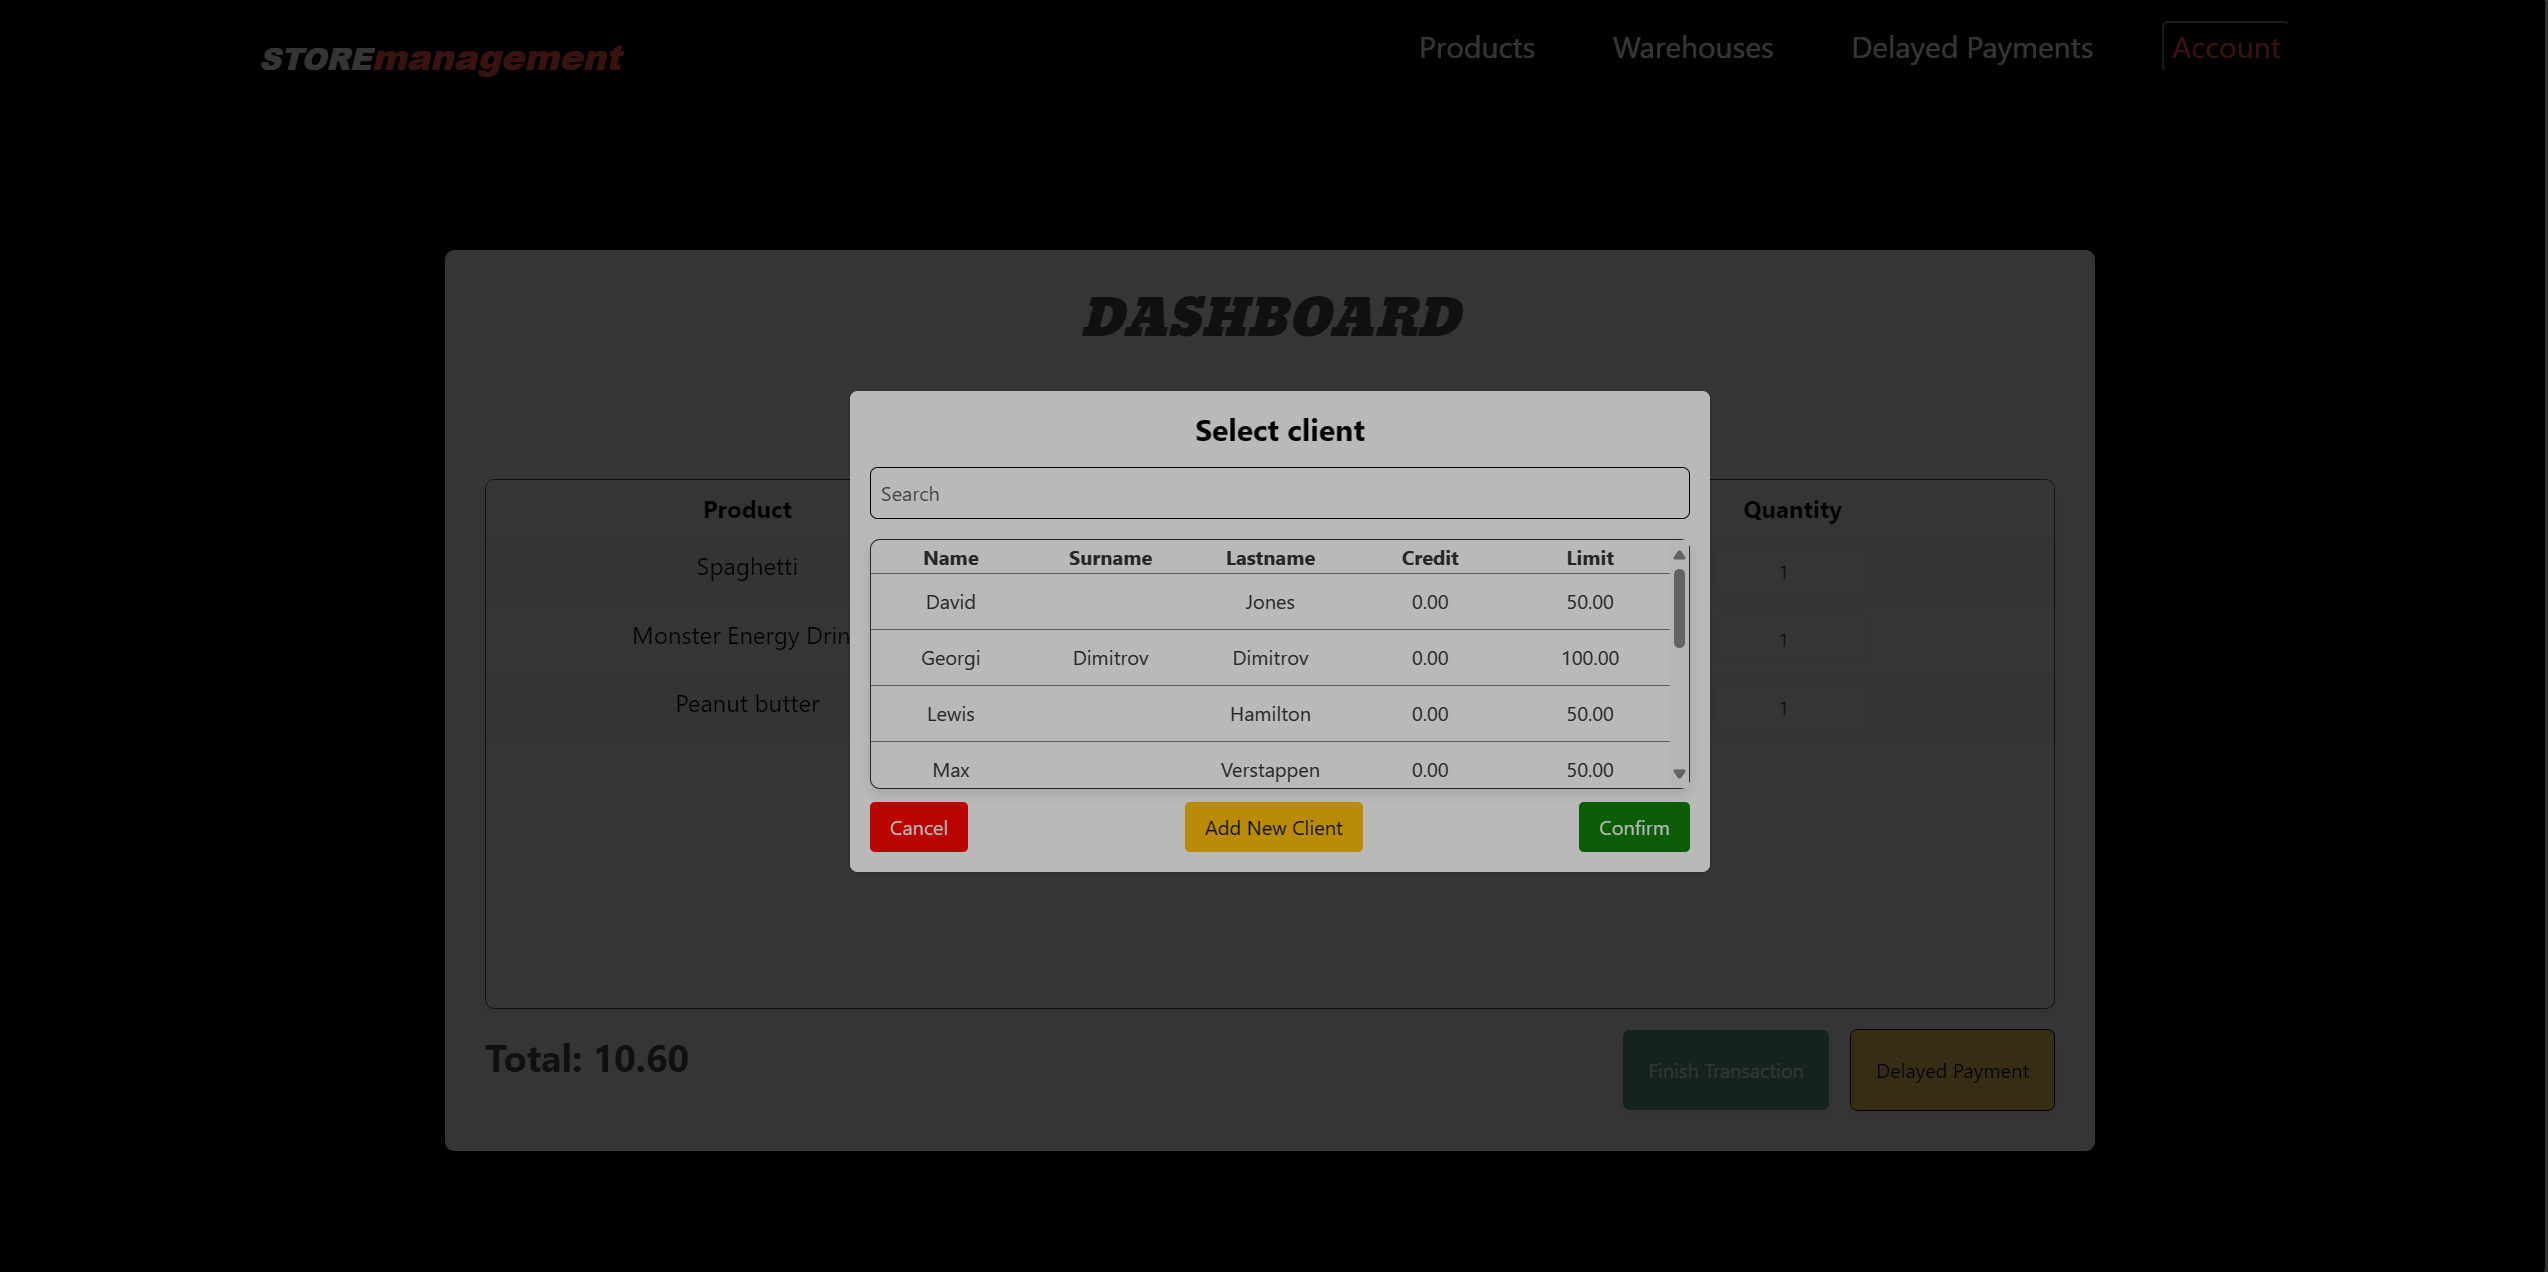 STOREmanagement
Products Warehouses Delayed Payments Account
DASHBOARD
Select client
Search
Product Quantity
Name Surname Lastname Credit Limit
Spaghetti 1
David Jones 0.00 50.00
Monster Energy Drin 1
Georgi Dimitrov Dimitrov 0.00 100.00
Peanut butter 1
Lewis Hamilton 0.00 50.00
Max Verstappen 0.00 50.00
Cancel Add New Client Confirm
Total: 10.60
Finish Transaction Delayed Payment